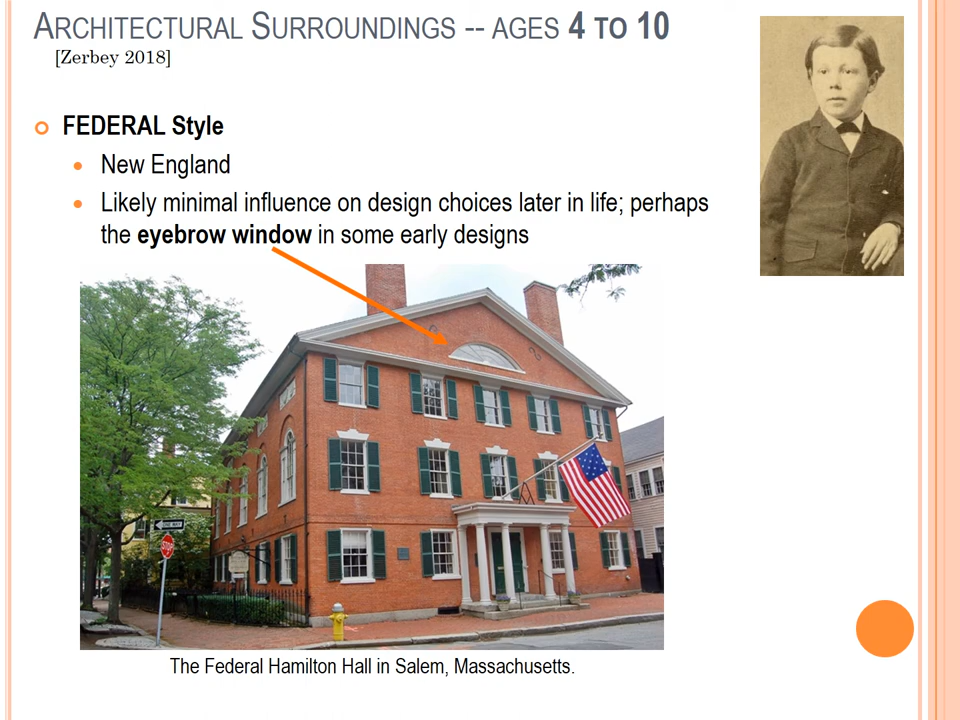 ARCHITECTURAL SURROUNDINGS -- AGES 4 TO 10
[Zerbey 2018]
FEDERAL Style
New England
Likely minimal influence on design choices later in life; perhaps
the eyebrow window in some early designs
ONE WAY
STOP
The Federal Hamilton Hall in Salem, Massachusetts.